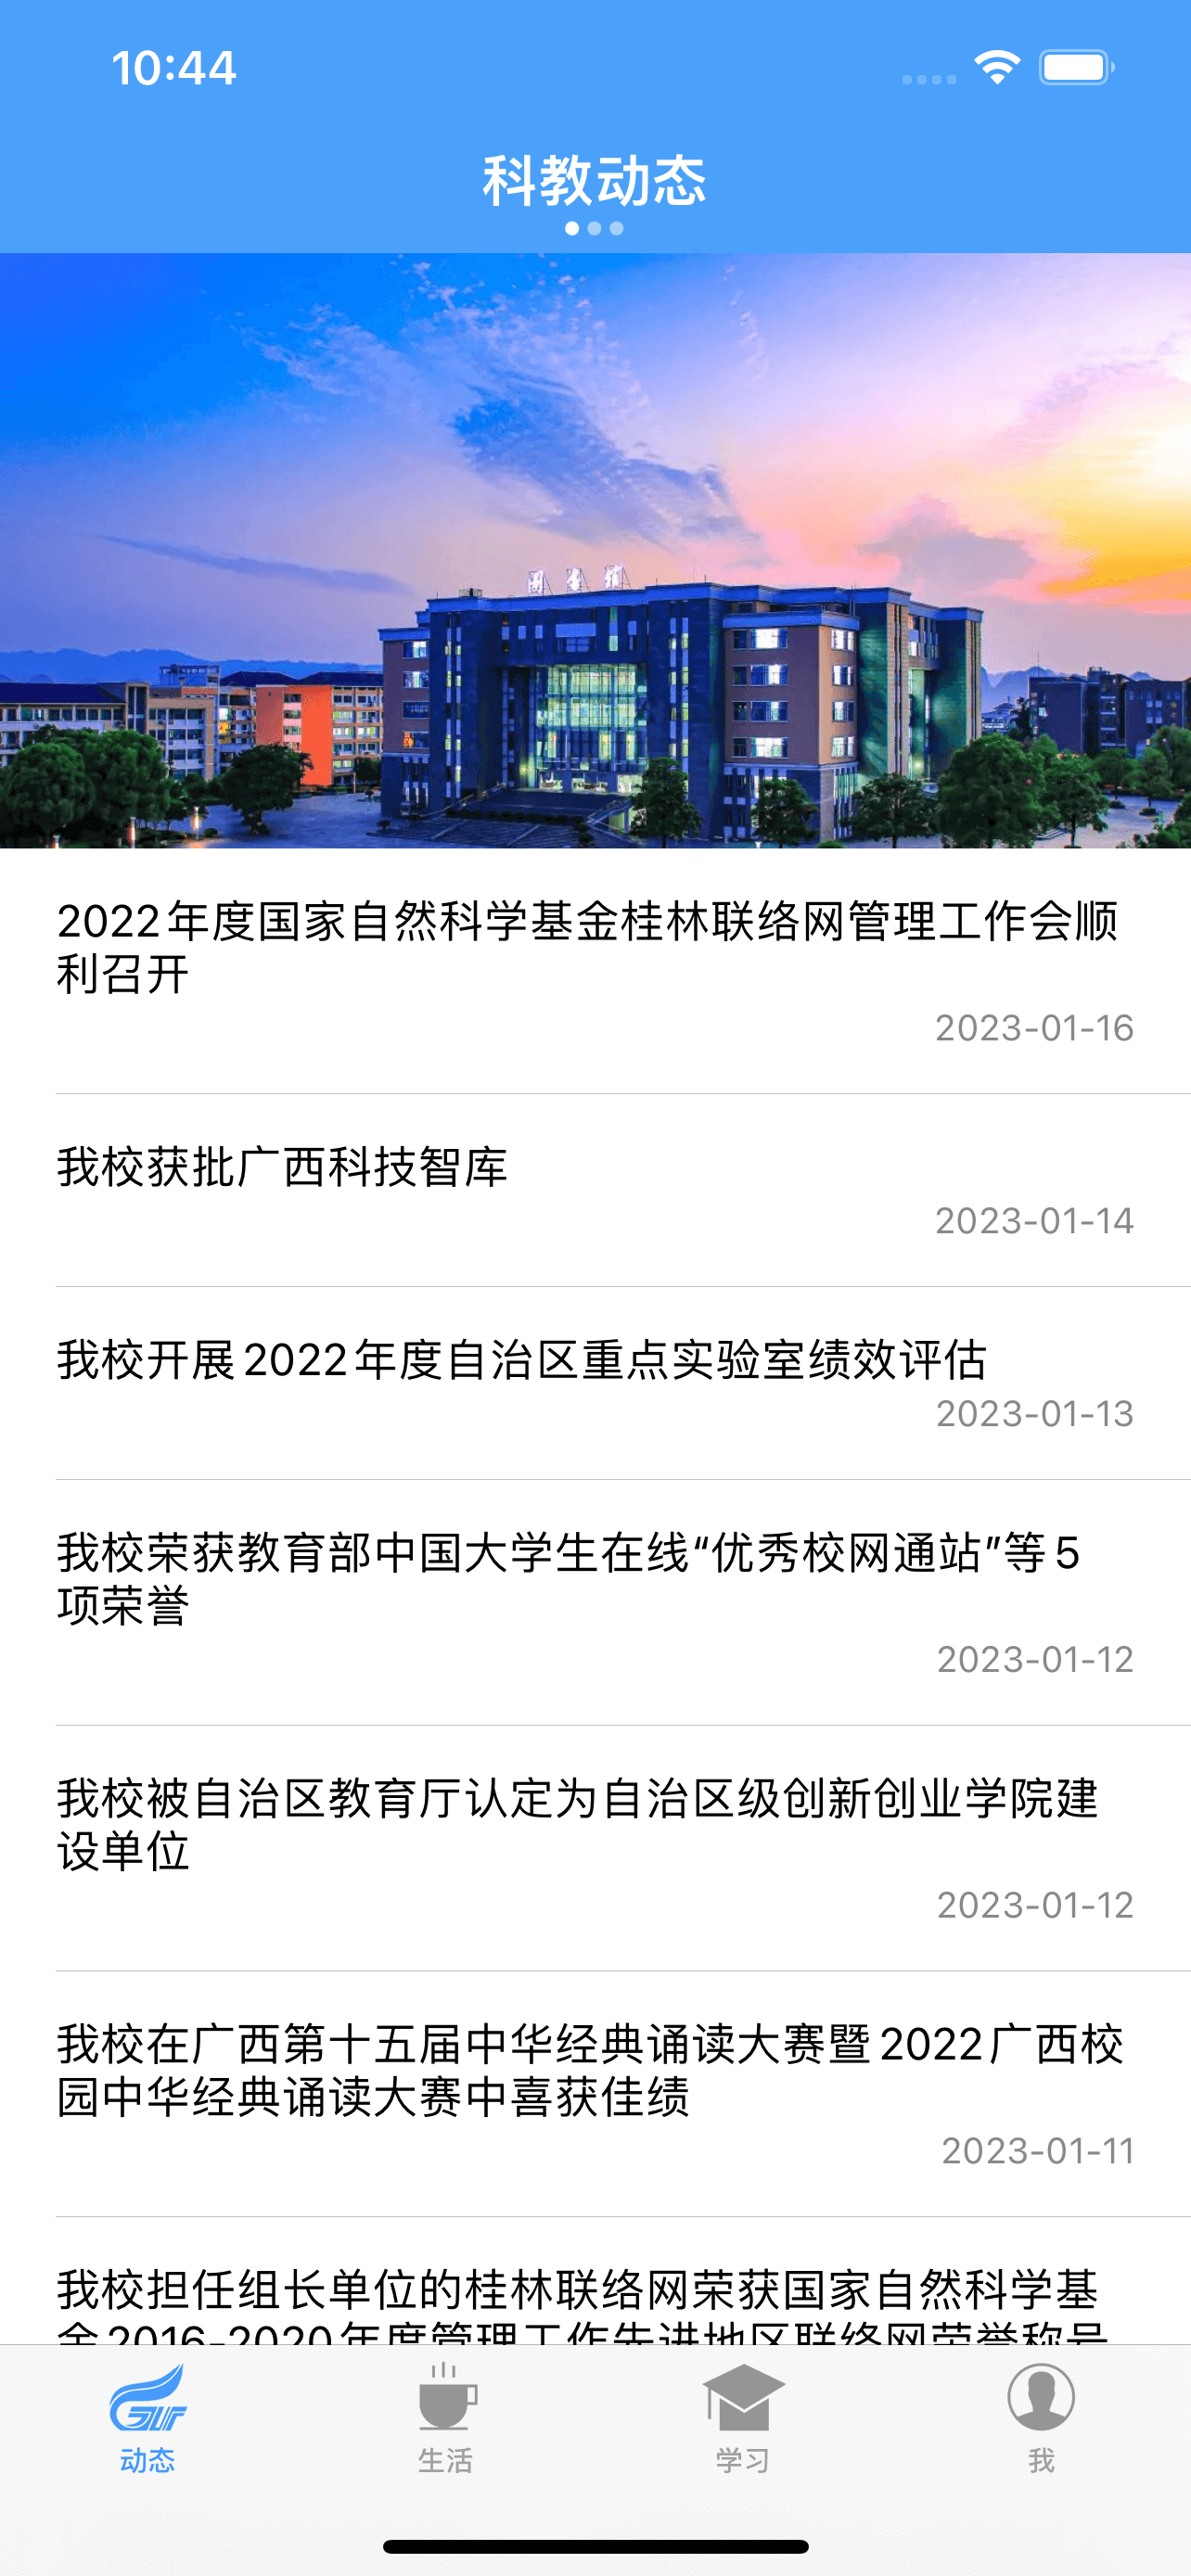 10:44
科教动态
图书馆
2022年度国家自然科学基金桂林联络网管理工作会顺
利召开
2023-01-16
我校获批广西科技智库
2023-01-14
我校开展2022年度自治区重点实验室绩效评估
2023-01-13
我校荣获教育部中国大学生在线“优秀校网通站”等5
项荣誉
2023-01-12
我校被自治区教育厅认定为自治区级创新创业学院建
设单位
2023-01-12
我校在广西第十五届中华经典诵读大赛暨2022广西校
园中华经典诵读大赛中喜获佳绩
2023-01-11
我校担任组长单位的桂林联络网荣获国家自然科学基
金2016-2020年度管理工作先进地区联络网荣誉称号
动态
生活
学习
我